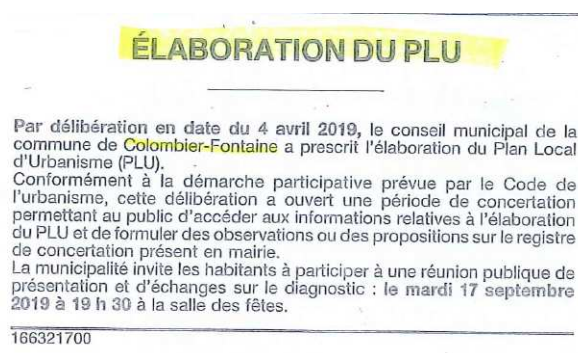 ÉLABORATION DU PLU
Par délibération en date du 4 avril 2019, le conseil municipal de la
commune de Colombier-Fontaine a prescrit l'élaboration du Plan Local
d'Urbanisme (PLU).
Conformément à la démarche participative prévue par le Code de
l'urbanisme, cette délibération a ouvert une période de concertation
permettant au public d'accéder aux informations relatives à l'élaboration
du PLU et de formuler des observations ou des propositions sur le registre
de concertation présent en mairie.
La municipalité invite les habitants à participer à une réunion publique de
présentation et d'échanges sur le diagnostic : le mardi 17 septembre
2019 à 19 h 30 à la salle des fêtes.
166321700